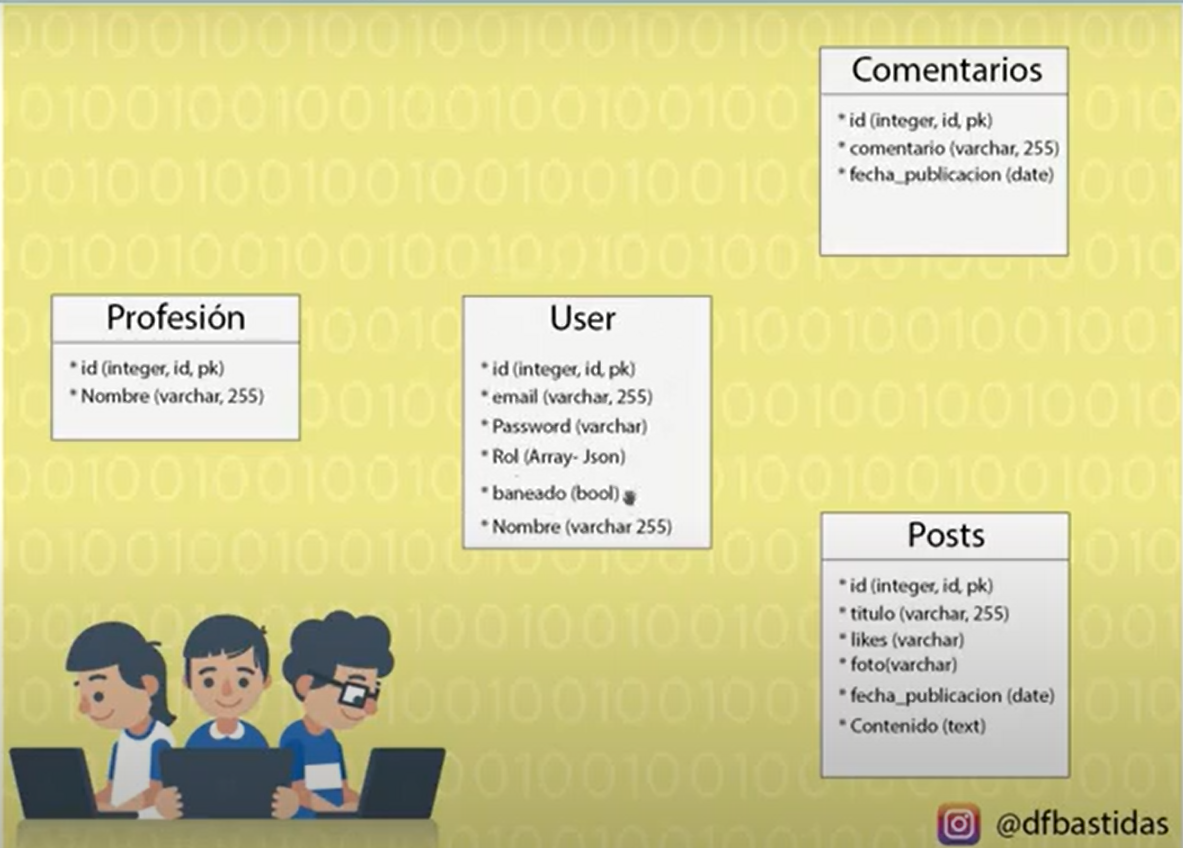 Comentarios
* id (integer, id, pk)
* comentario (varchar, 255)
* fecha_publicacion (date)
Profesión
* id (integer, id, pk)
* Nombre (varchar, 255)
User
* id (integer, id, pk)
* email (varchar, 255)
* Password (varchar)
* Rol (Array- Json)
* baneado (bool)
* Nombre (varchar 255)
Posts
* id (integer, id, pk)
* titulo (varchar, 255)
* likes (varchar)
* foto(varchar)
* fecha_publicacion (date)
* Contenido (text)
@dfbastidas